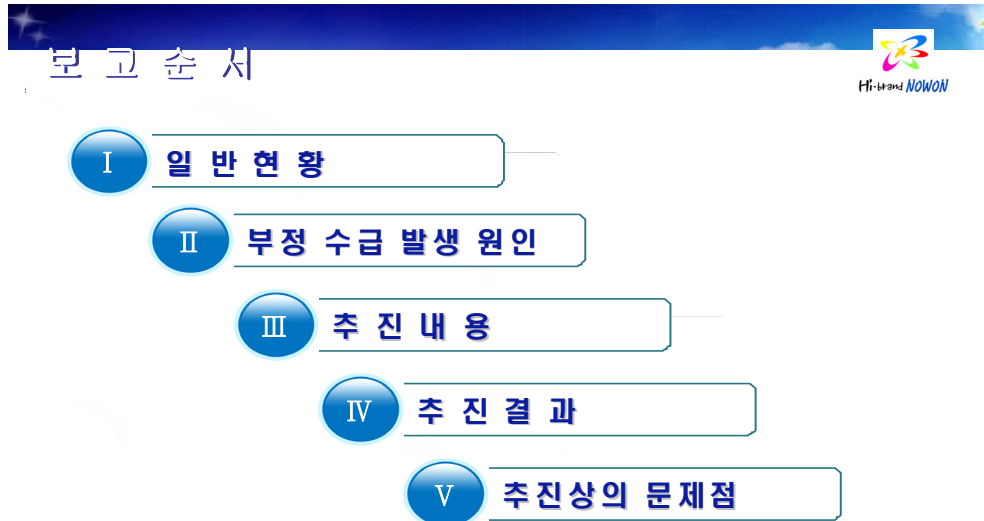 보 고 순 서
Hi-brand NOWON
Ⅰ 일 반 현 황
Ⅱ 부정 수급 발생 원인
Ⅲ 추 진 내 용
Ⅳ 추 진 결 과
Ⅴ 추진상의 문제점